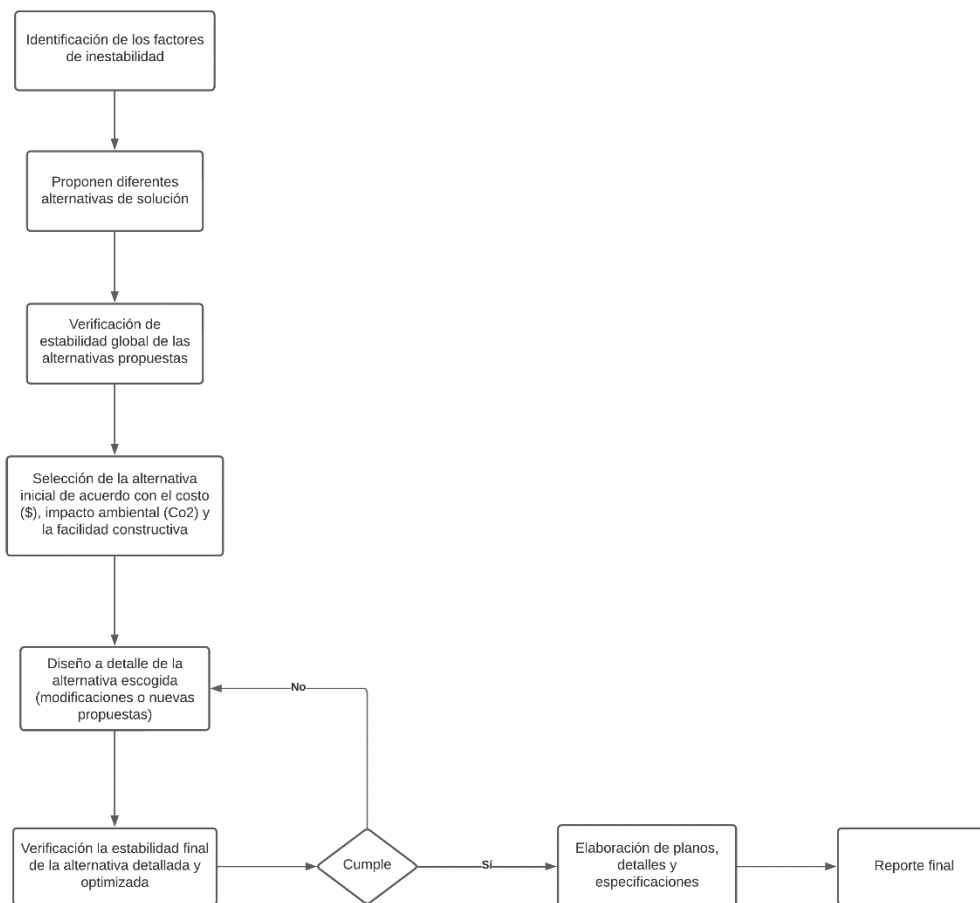 Identificación de los factores
de inestabilidad
Proponen diferentes
alternativas de solución
Verificación de
estabilidad global de las
alternativas propuestas
Selección de la alternativa
inicial de acuerdo con el costo
($), impacto ambiental (Co2) y
la facilidad constructiva
Diseño a detalle de la
alternativa escogida
(modificaciones o nuevas
propuestas)
No
Verificación la estabilidad final
de la alternativa detallada y
optimizada
Cumple
Sí
Elaboración de planos,
detalles y
especificaciones
Reporte final